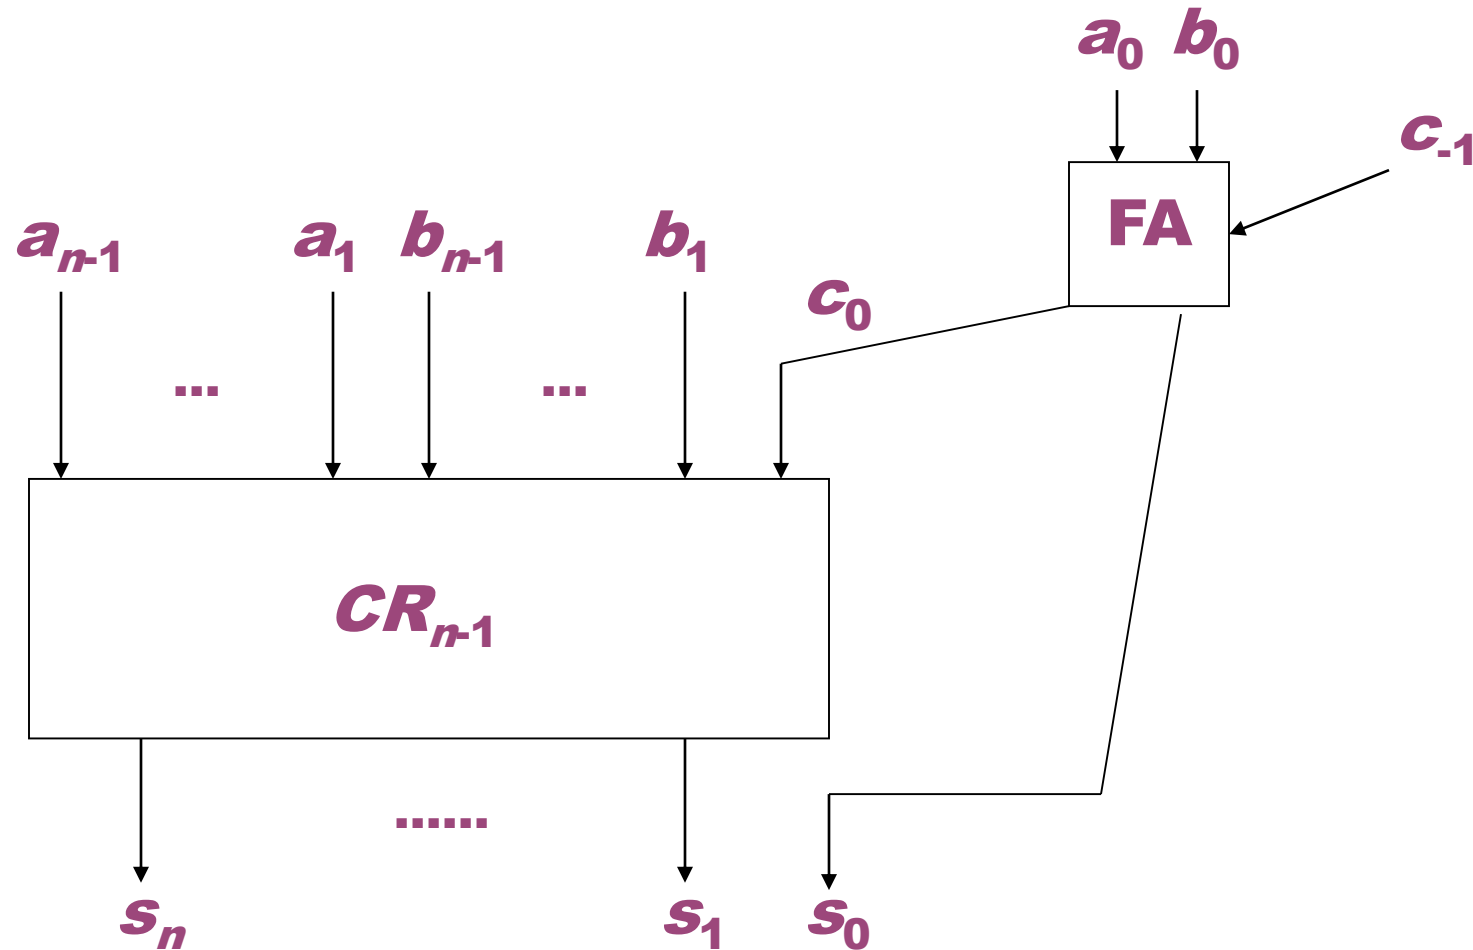 a0 b0
c-1
FA
an-1 a1 bn-1 b1
c0
... ...
CRn-1
......
sn s1 s0